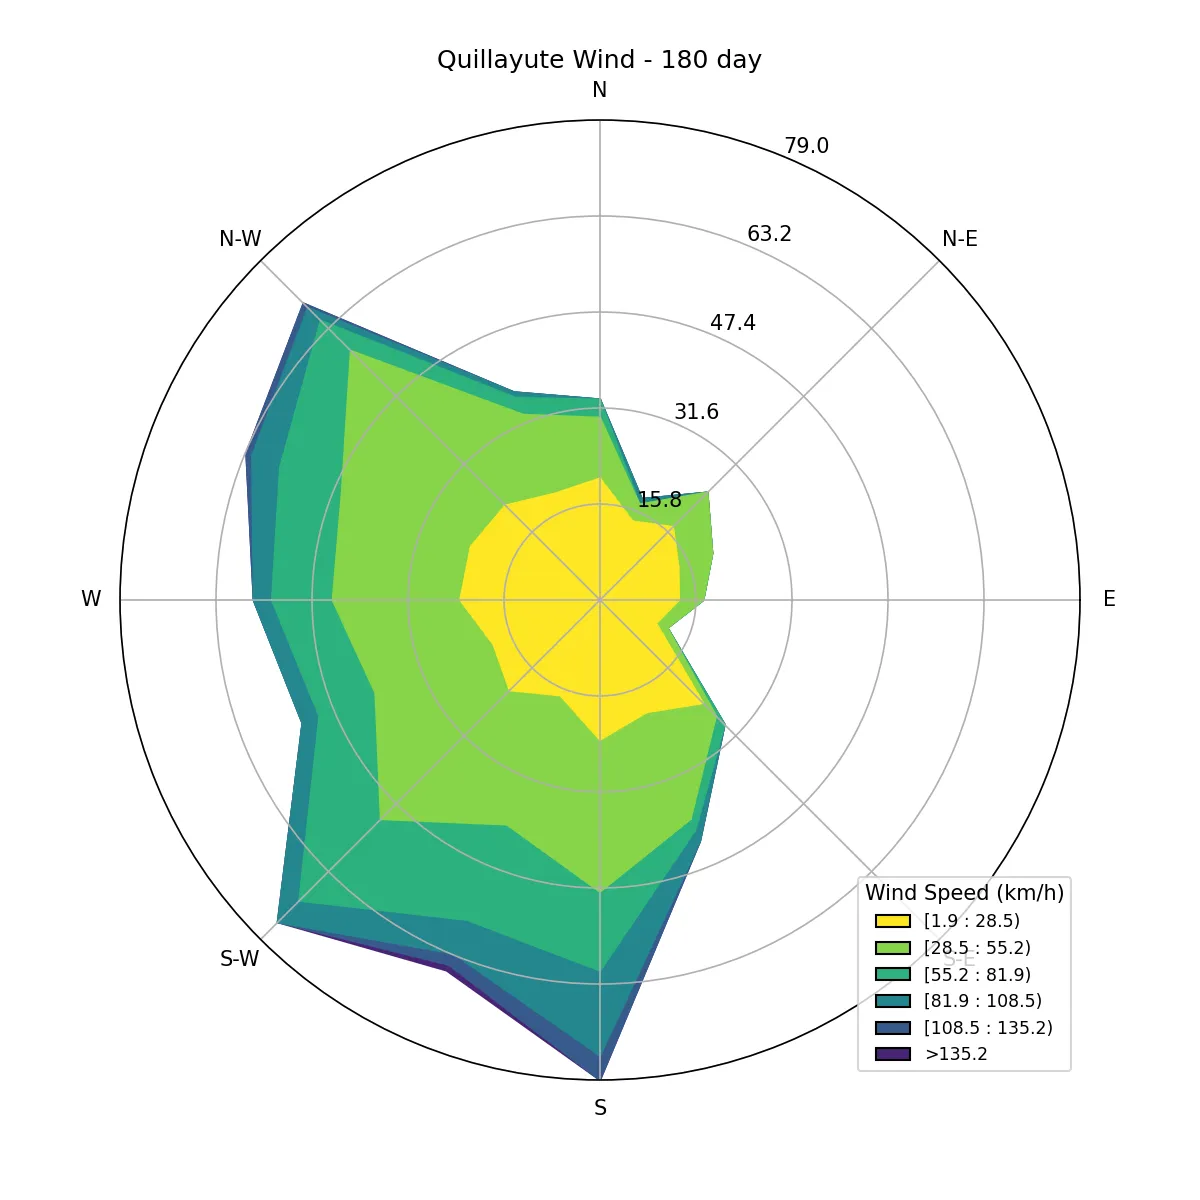 Quillayute Wind - 180 day
N
79.0
63.2
N-W
N-E
47.4
31.6
15.8
W
E
S-W
S-E
Wind Speed (km/h)
[1.9 : 28.5)
[28.5 : 55.2)
[55.2 : 81.9)
[81.9 : 108.5)
[108.5 : 135.2)
>135.2
S